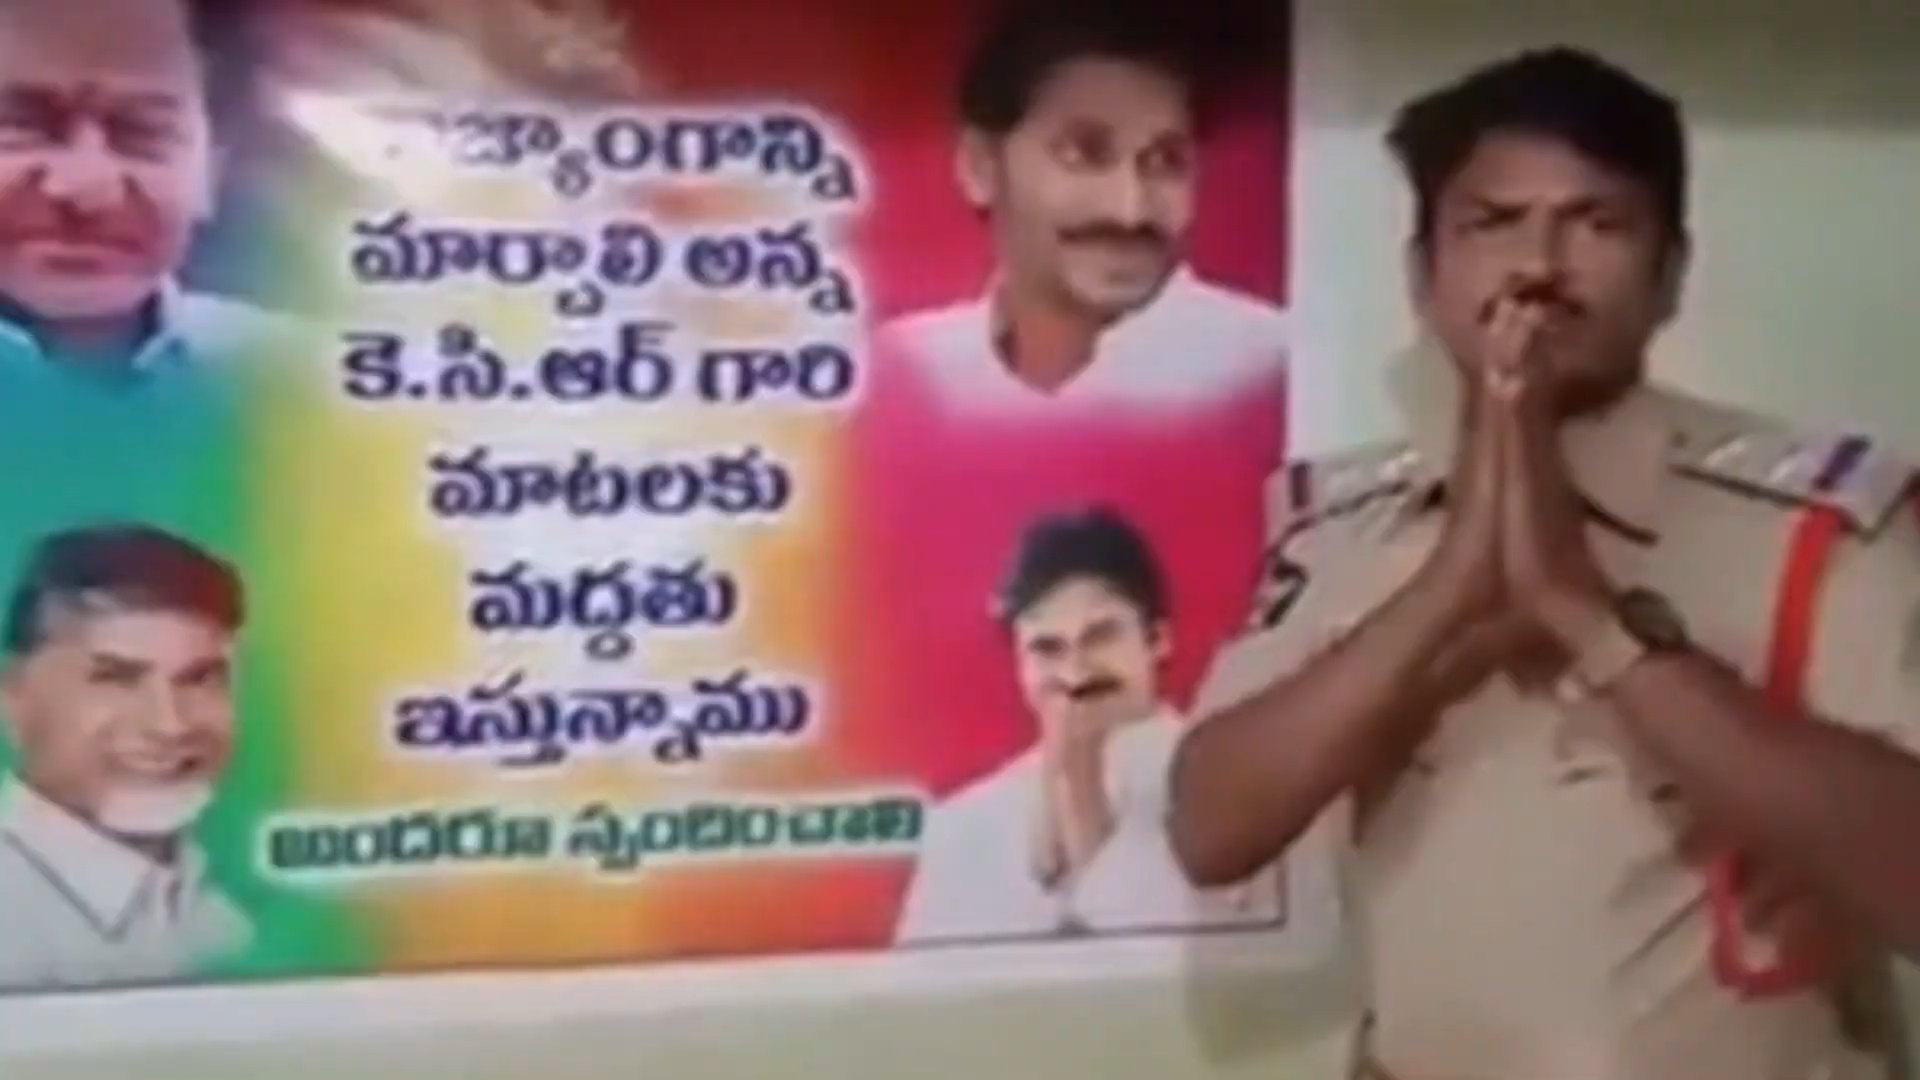 రాజ్యాంగాన్ని
మార్చాలి అన్న
కె.సి.ఆర్ గారి
మాటలకు
మద్దతు
ఇస్తున్నాము
అందరూ స్పందించాలి